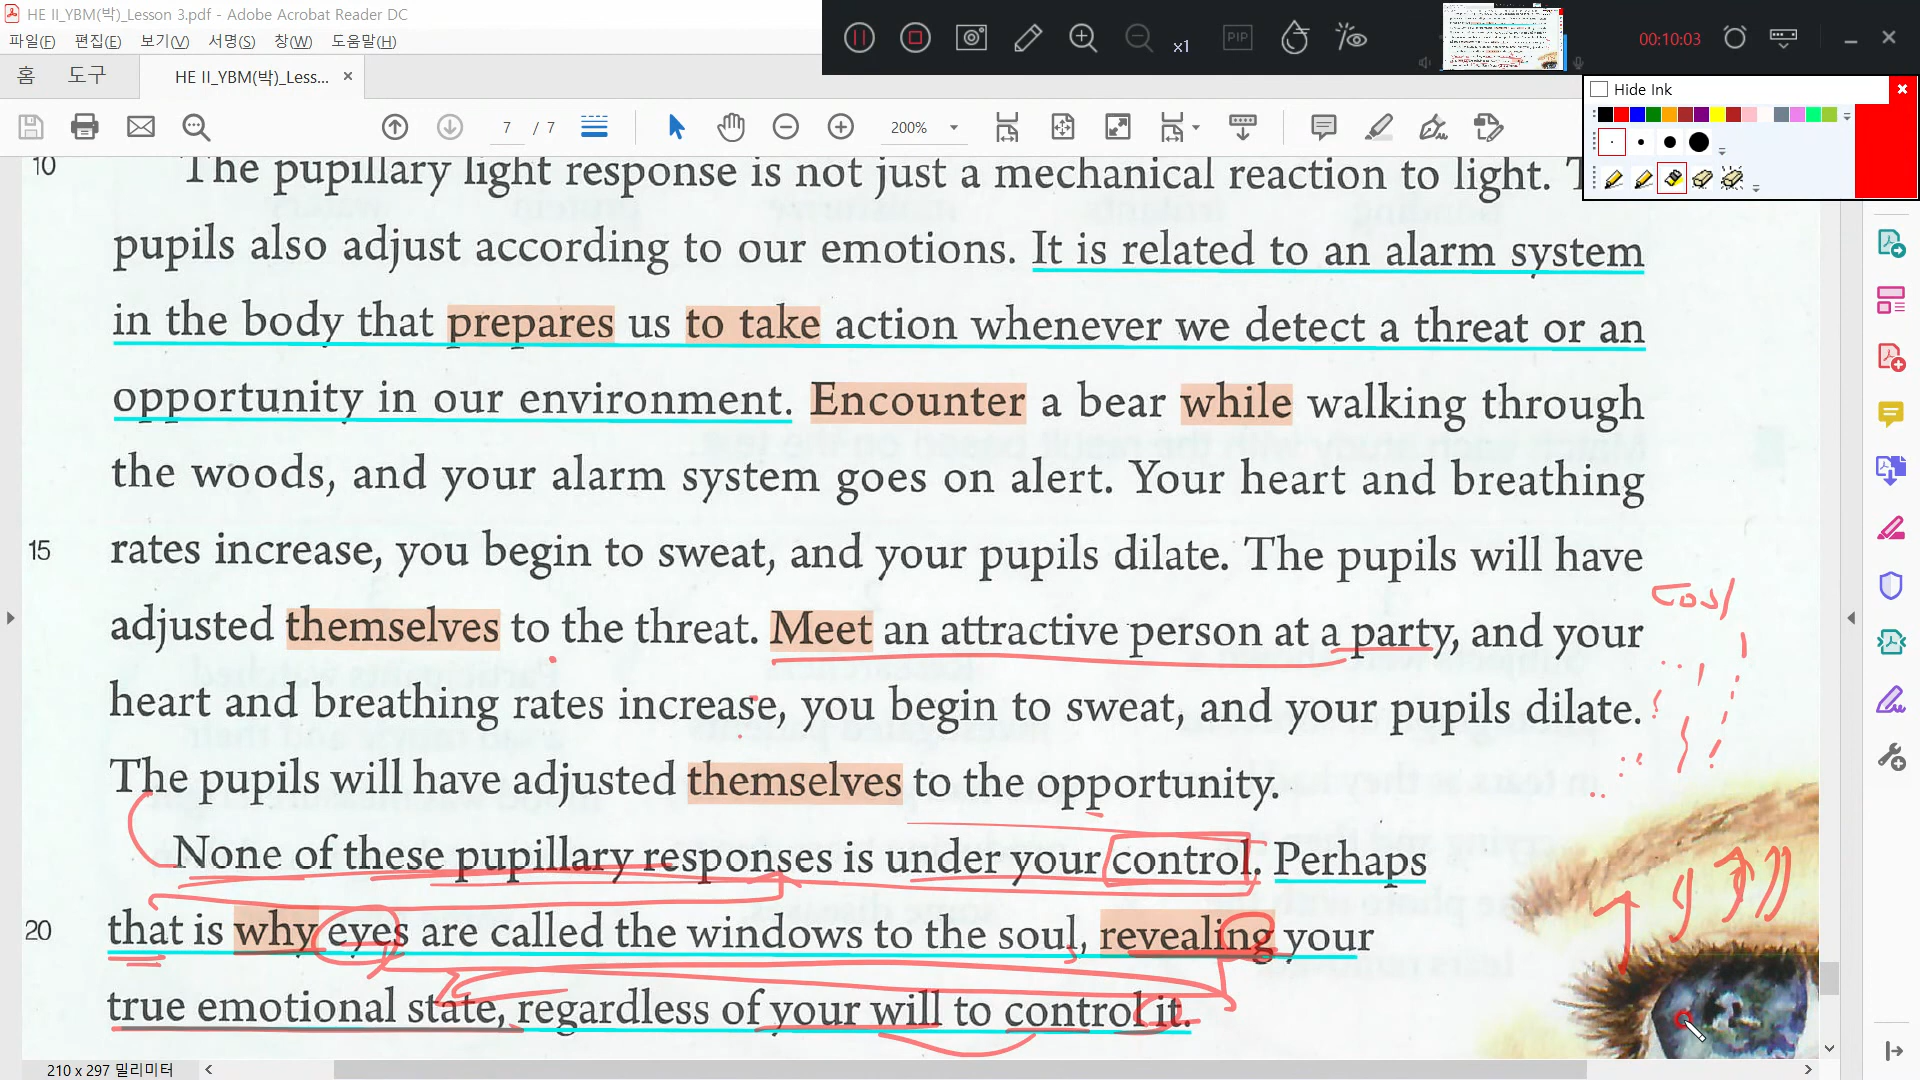 HE II_YBM(박)_Lesson 3.pdf - Adobe Acrobat Reader DC
파일(F) 편집(E) 보기(V) 서명(S) 창(W) 도움말(H)
x1 PIP 00:10:03
홈 도구 HE II_YBM(박)_Less... ×
Hide Ink
7 / 7 200%
10 The pupillary light response is not just a mechanical reaction to light.
pupils also adjust according to our emotions. It is related to an alarm system
in the body that prepares us to take action whenever we detect a threat or an
opportunity in our environment. Encounter a bear while walking through
the woods, and your alarm system goes on alert. Your heart and breathing
15 rates increase, you begin to sweat, and your pupils dilate. The pupils will have
adjusted themselves to the threat. Meet an attractive person at a party, and your
heart and breathing rates increase, you begin to sweat, and your pupils dilate.
The pupils will have adjusted themselves to the opportunity.
None of these pupillary responses is under your control. Perhaps
20 that is why eyes are called the windows to the soul, revealing your
true emotional state, regardless of your will to control it.
210 x 297 밀리미터